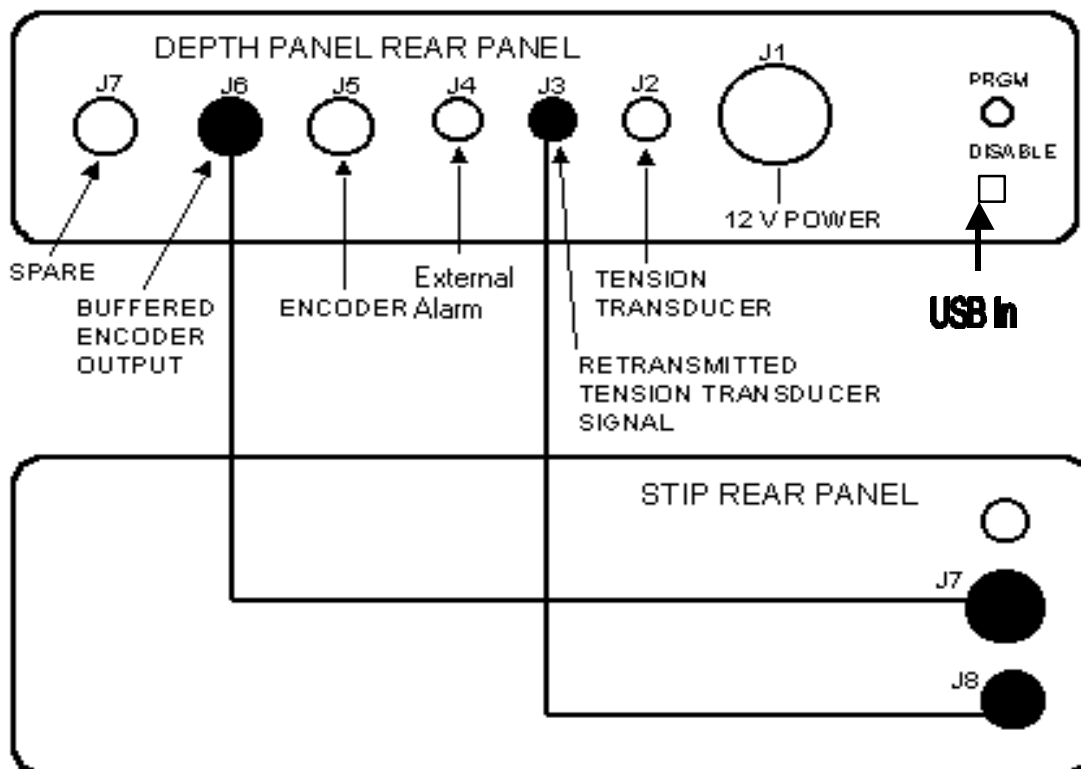 DEPTH PANEL REAR PANEL
J7
J6
J5
J4
J3
J2
J1
PRGM
DISABLE
12 V POWER
SPARE
BUFFERED
ENCODER
OUTPUT
ENCODER
External
Alarm
TENSION
TRANSDUCER
USB In
RETRANSMITTED
TENSION TRANSDUCER
SIGNAL
STIP REAR PANEL
J7
J8